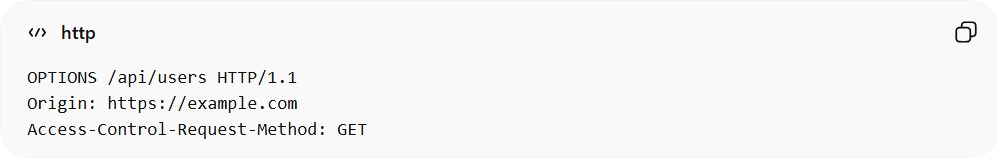 http
OPTIONS /api/users HTTP/1.1
Origin: https://example.com
Access-Control-Request-Method: GET